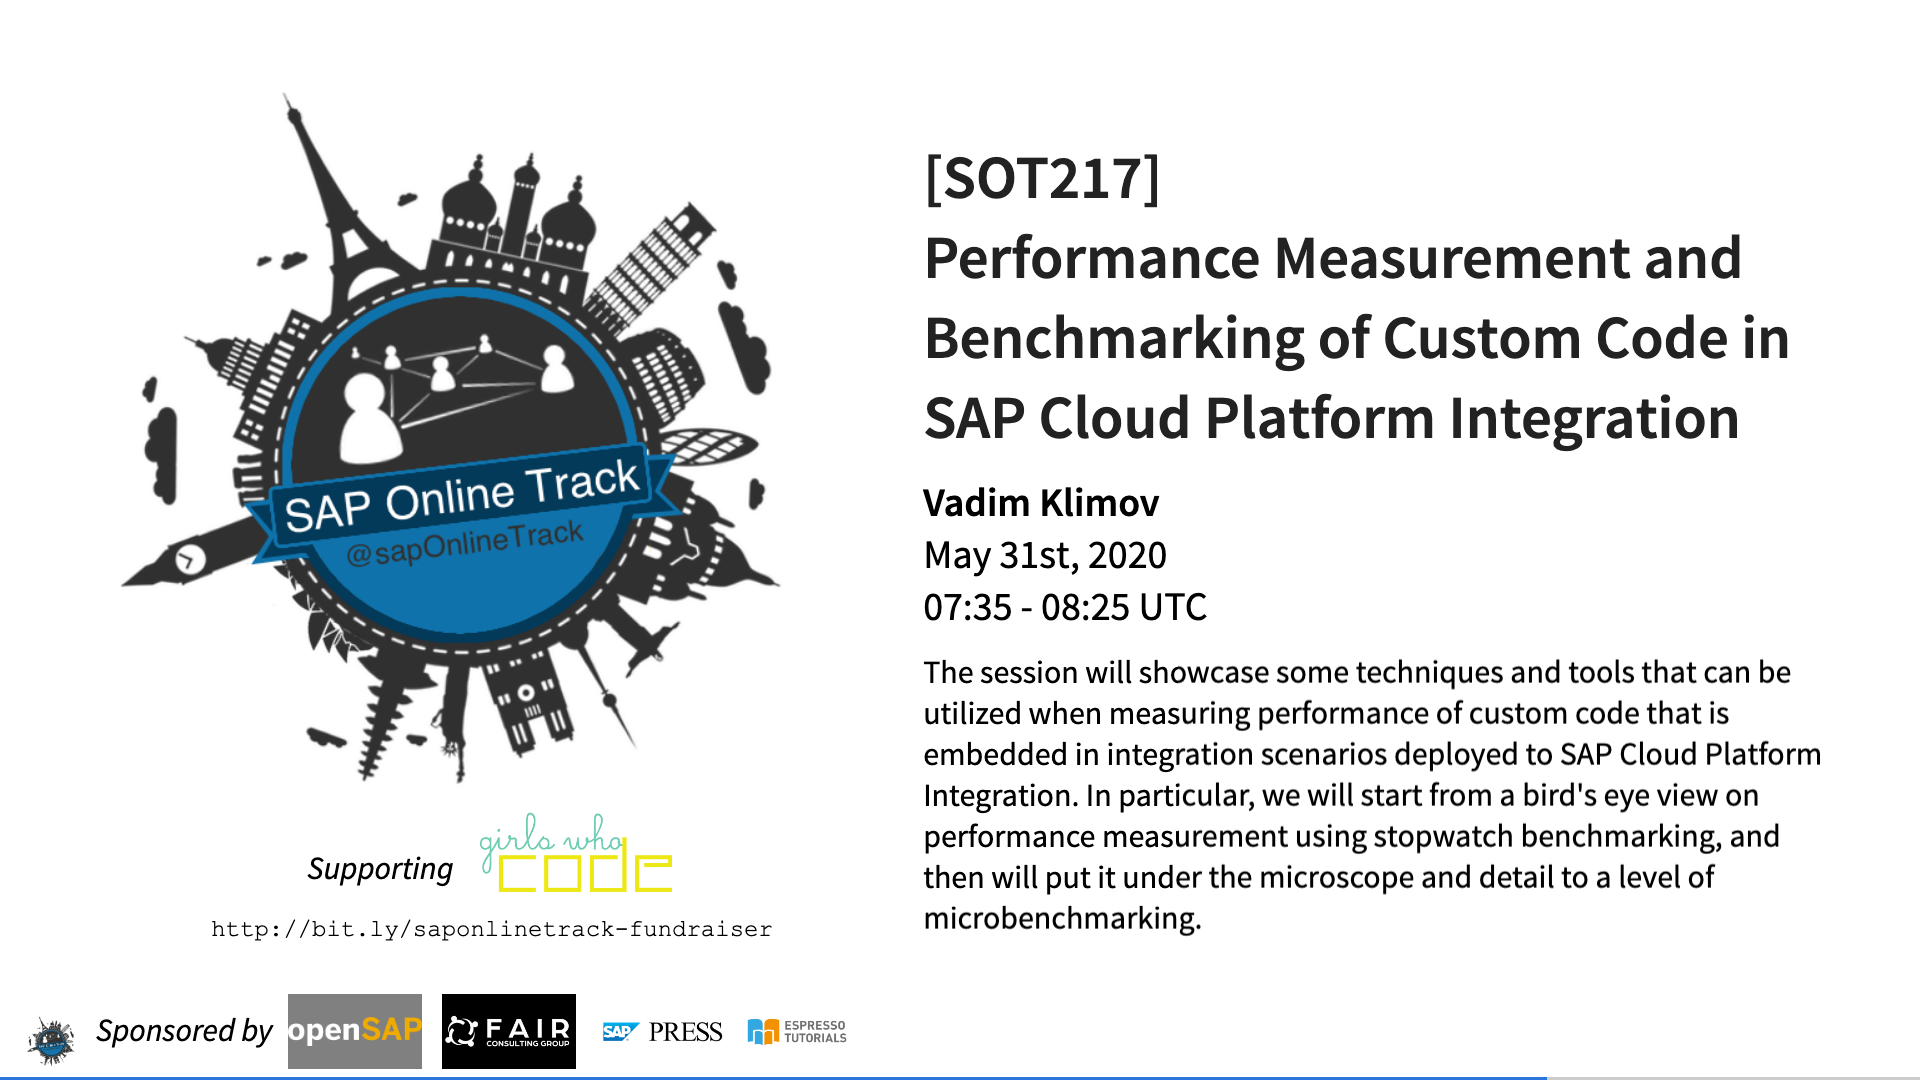 [SOT217]
Performance Measurement and
Benchmarking of Custom Code in
SAP Cloud Platform Integration
Vadim Klimov
May 31st, 2020
07:35 - 08:25 UTC
The session will showcase some techniques and tools that can be
utilized when measuring performance of custom code that is
embedded in integration scenarios deployed to SAP Cloud Platform
Integration. In particular, we will start from a bird's eye view on
performance measurement using stopwatch benchmarking, and
then will put it under the microscope and detail to a level of
microbenchmarking.
SAP Online Track
@sapOnlineTrack
Supporting
girls who
code
http://bit.ly/saponlinetrack-fundraiser
Sponsored by
openSAP
FAIR
CONSULTING GROUP
SAP PRESS
ESPRESSO
TUTORIALS